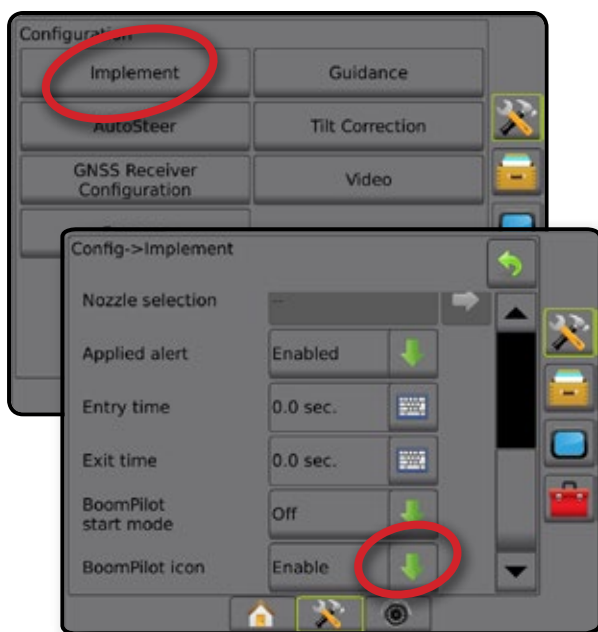 Configuration
Implement
Guidance
AutoSteer
Tilt Correction
GNSS Receiver
Configuration
Video
Config->Implement
Nozzle selection
--
Applied alert
Enabled
Entry time
0.0 sec.
Exit time
0.0 sec.
BoomPilot
start mode
Off
BoomPilot icon
Enable